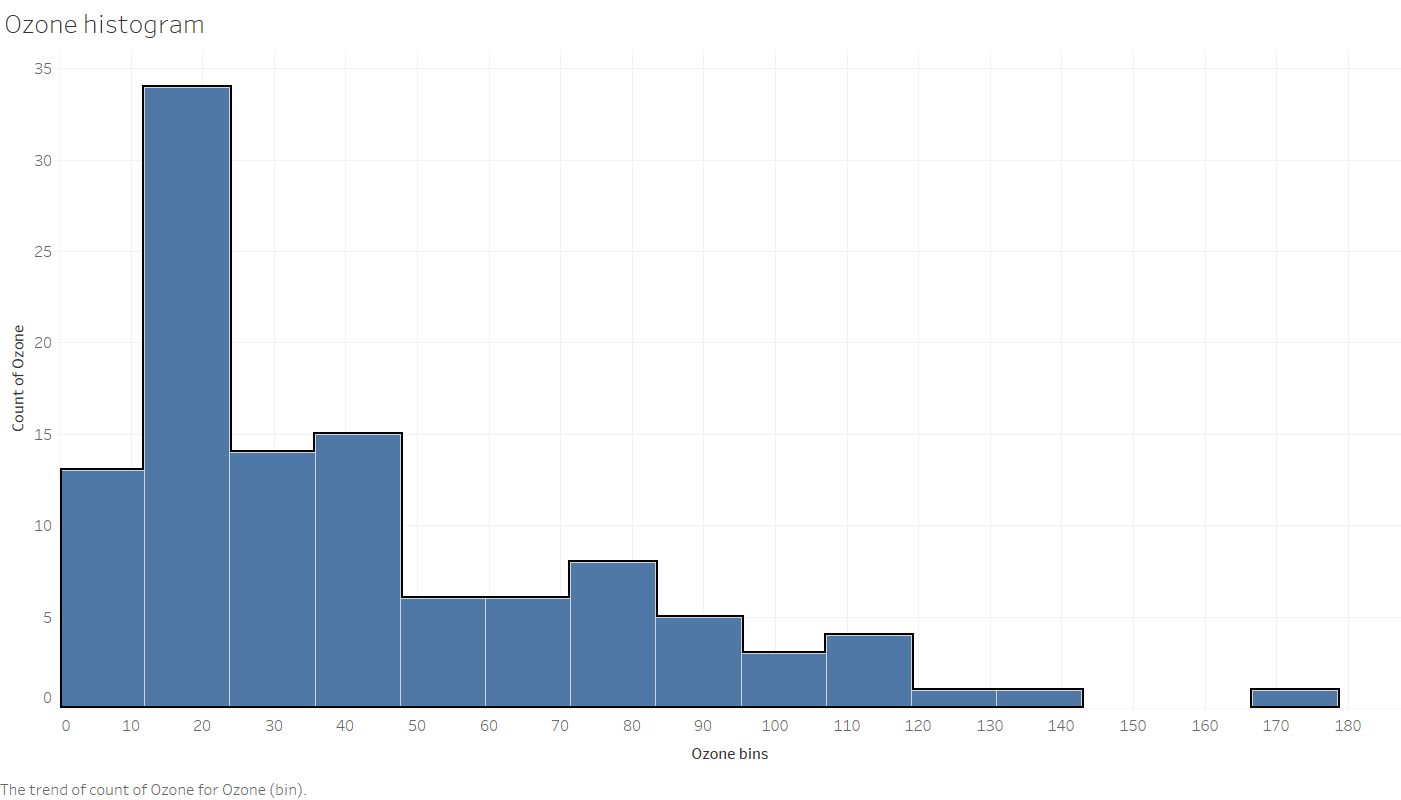 Ozone histogram
35
30
25
20
15
10
5
0
Count of Ozone
0 10 20 30 40 50 60 70 80 90 100 110 120 130 140 150 160 170 180
Ozone bins
The trend of count of Ozone for Ozone (bin).